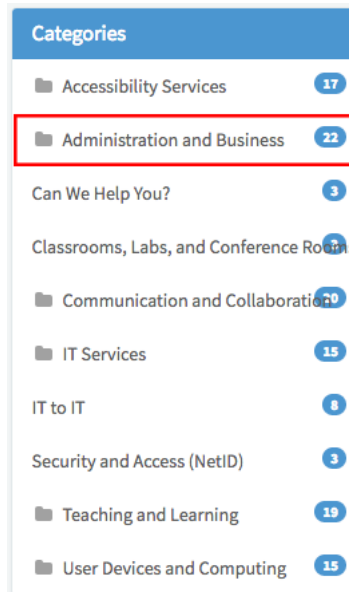 Categories
Accessibility Services 17
Administration and Business 22
Can We Help You? 3
Classrooms, Labs, and Conference Room
Communication and Collaboration 20
IT Services 15
IT to IT 8
Security and Access (NetID) 3
Teaching and Learning 19
User Devices and Computing 15